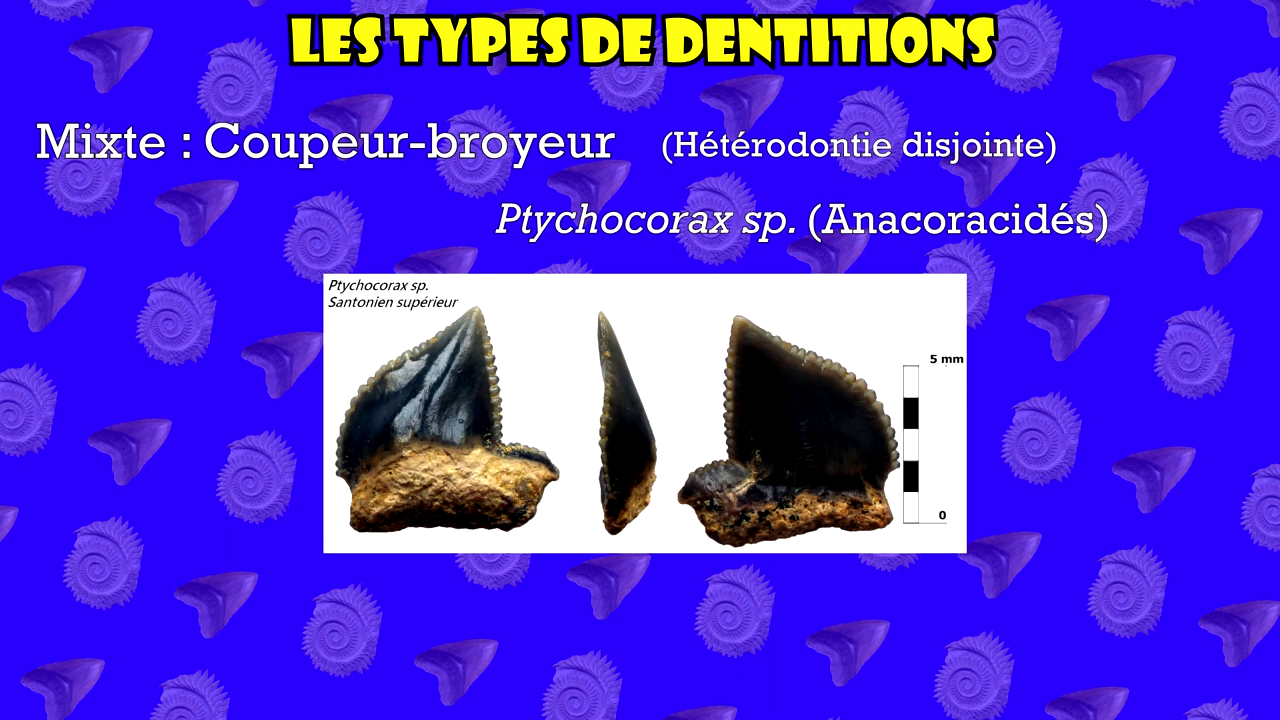 LES TYPES DE DENTITIONS
Mixte : Coupeur-broyeur (Hétérodontie disjointe)
Ptychocorax sp. (Anacoracidés)
Ptychocorax sp.
Santonien supérieur
5 mm
0